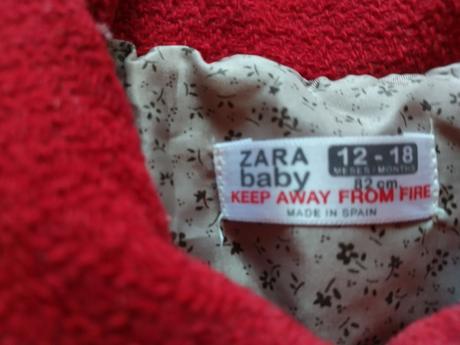 ZARA 12 - 18
MESES / MONTHS
baby 82 cm
KEEP AWAY FROM FIRE
MADE IN SPAIN